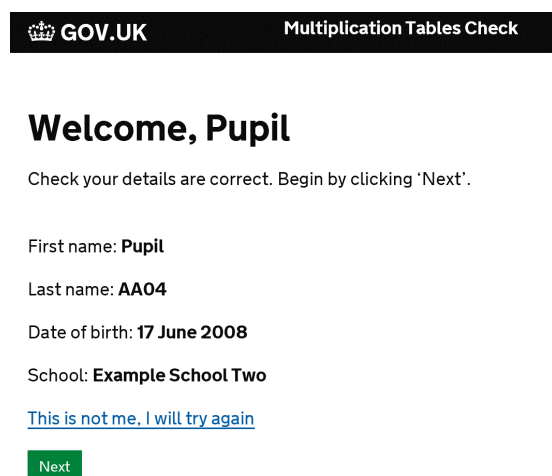 GOV.UK Multiplication Tables Check
Welcome, Pupil
Check your details are correct. Begin by clicking ‘Next’.
First name: Pupil
Last name: AA04
Date of birth: 17 June 2008
School: Example School Two
This is not me, I will try again
Next